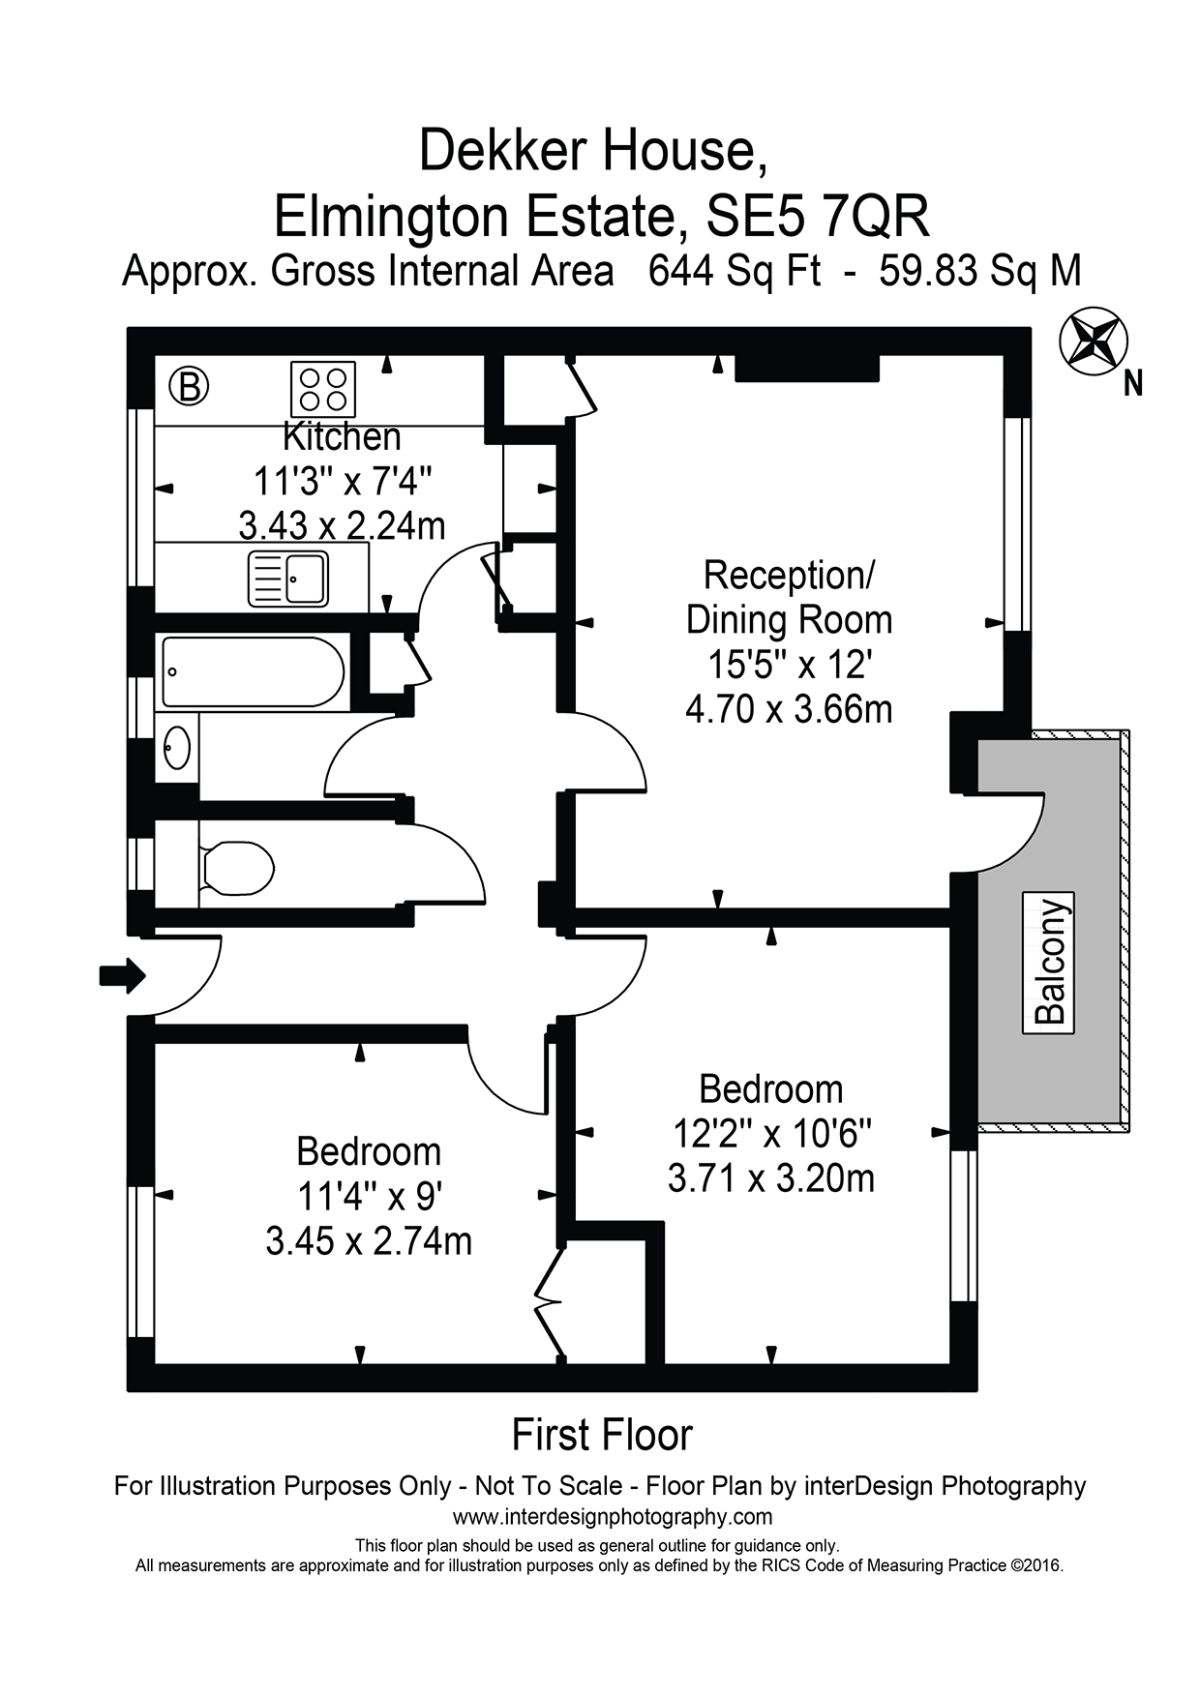 Dekker House,
Elmington Estate, SE5 7QR
Approx. Gross Internal Area 644 Sq Ft - 59.83 Sq M
N
B
Kitchen
11'3" x 7'4"
3.43 x 2.24m
Reception/
Dining Room
15'5" x 12'
4.70 x 3.66m
Balcony
Bedroom
12'2" x 10'6"
3.71 x 3.20m
Bedroom
11'4" x 9'
3.45 x 2.74m
First Floor
For Illustration Purposes Only - Not To Scale - Floor Plan by interDesign Photography
www.interdesignphotography.com
This floor plan should be used as general outline for guidance only.
All measurements are approximate and for illustration purposes only as defined by the RICS Code of Measuring Practice ©2016.